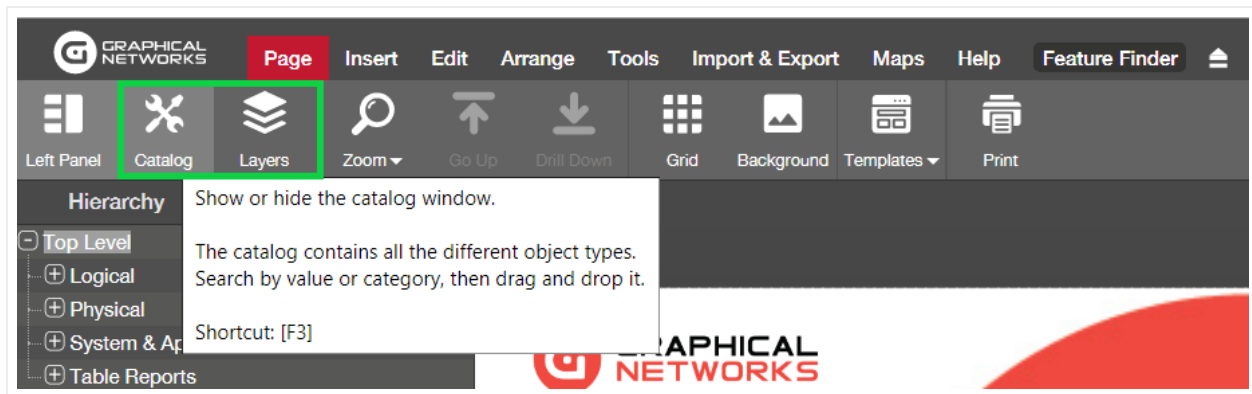 GRAPHICAL
NETWORKS
Page Insert Edit Arrange Tools Import & Export Maps Help Feature Finder
Left Panel Catalog Layers Zoom Go Up Drill Down Grid Background Templates Print
Hierarchy
Show or hide the catalog window.
The catalog contains all the different object types.
Search by value or category, then drag and drop it.
Shortcut: [F3]
Top Level
Logical
Physical
System &
Table Reports
GRAPHICAL
NETWORKS